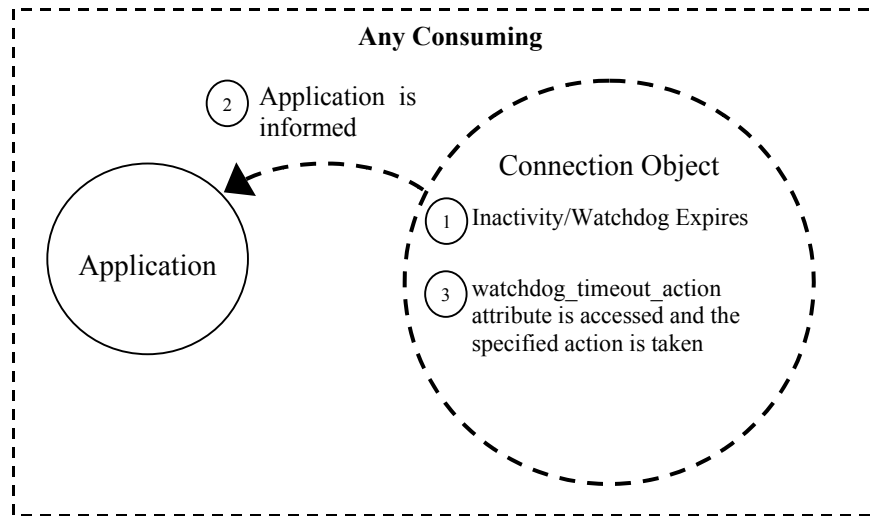 Any Consuming
2 Application is
informed
Connection Object
1 Inactivity/Watchdog Expires
Application
3 watchdog_timeout_action
attribute is accessed and the
specified action is taken